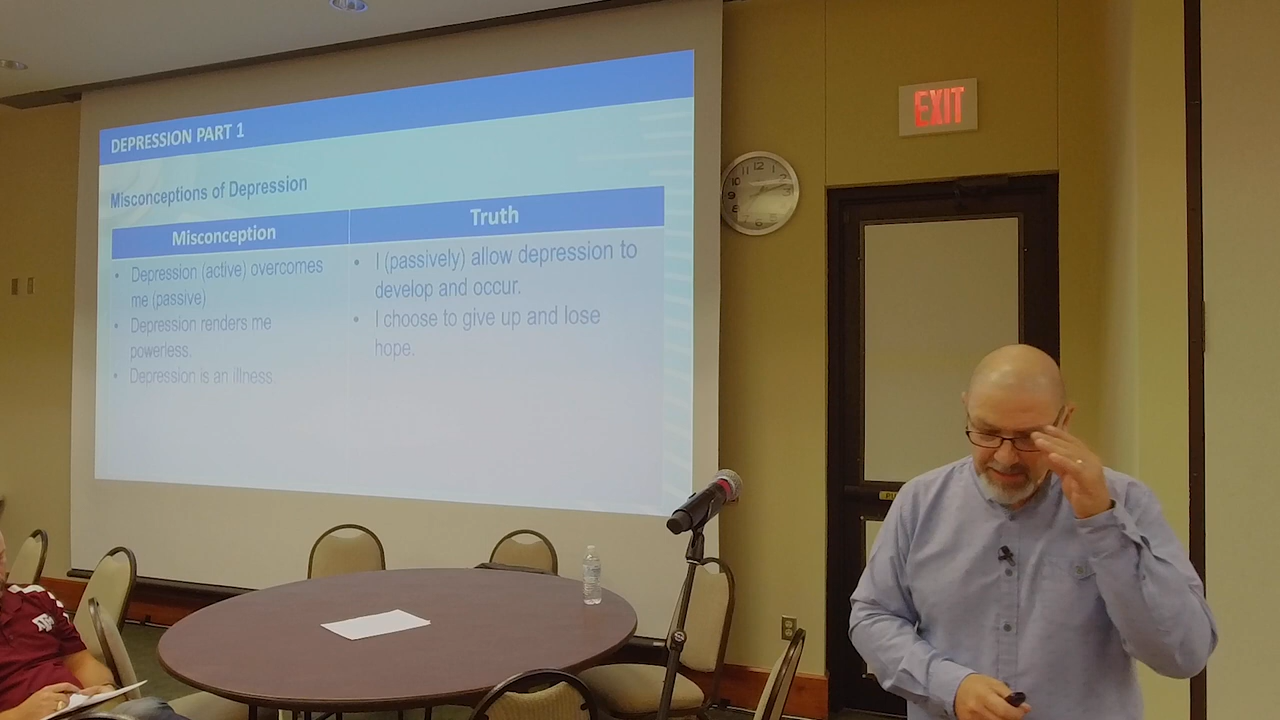 DEPRESSION PART 1
Misconceptions of Depression
Misconception
Truth
• Depression (active) overcomes
me (passive)
• Depression renders me
powerless.
• Depression is an illness.
• I (passively) allow depression to
develop and occur.
• I choose to give up and lose
hope.
EXIT